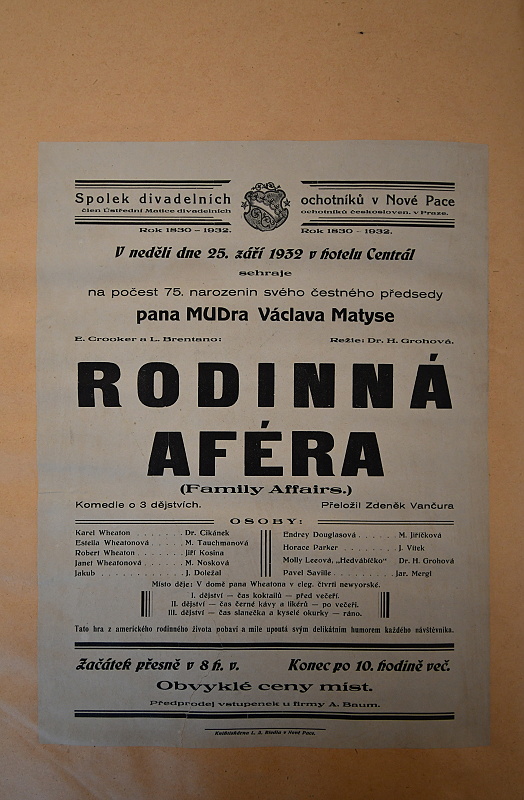 Spolek divadelních ochotníků v Nové Pace
člen Ústřední Matice divadelních ochotníků českosloven. v Praze.
Rok 1830 - 1932. Rok 1830 - 1932.
V neděli dne 25. září 1932 v hotelu Centrál
sehraje
na počest 75. narozenin svého čestného předsedy
pana MUDra Václava Matyse
E. Crooker a L. Brentano: Režie: Dr. H. Grohová.
RODINNÁ
AFÉRA
(Family Affairs.)
Komedie o 3 dějstvích. Přeložil Zdeněk Vančura
OSOBY:
Karel Wheaton . . . . . . . Dr. Cikánek
Estella Wheatonová . . . . . M. Tauchmanová
Robert Wheaton . . . . . . . Jiří Kosina
Janet Wheatonová . . . . . . M. Nosková
Jakub . . . . . . . . . . . J. Doležal
Endrey Douglasová . . . . . M. Jiřičková
Horace Parker . . . . . . . J. Vitek
Molly Leeová, „Hedvábíčko“ Dr. H. Grohová
Pavel Saville . . . . . . . Jar. Mergl
Místo děje: V domě pana Wheatona v eleg. čtvrti newyorské.
I. dějství — čas koktailů — před večeří.
II. dějství — čas černé kávy a likérů — po večeři.
III. dějství — čas slanečka a kyselé okurky — ráno.
Tato hra z amerického rodinného života pobaví a mile upoutá svým delikátním humorem každého návštěvníka.
Začátek přesně v 8 h. v. Konec po 10. hodině več.
Obvyklé ceny míst.
Předprodej vstupenek u firmy A. Baum.
Knihtiskárna L. S. Bledla v Nové Pace.